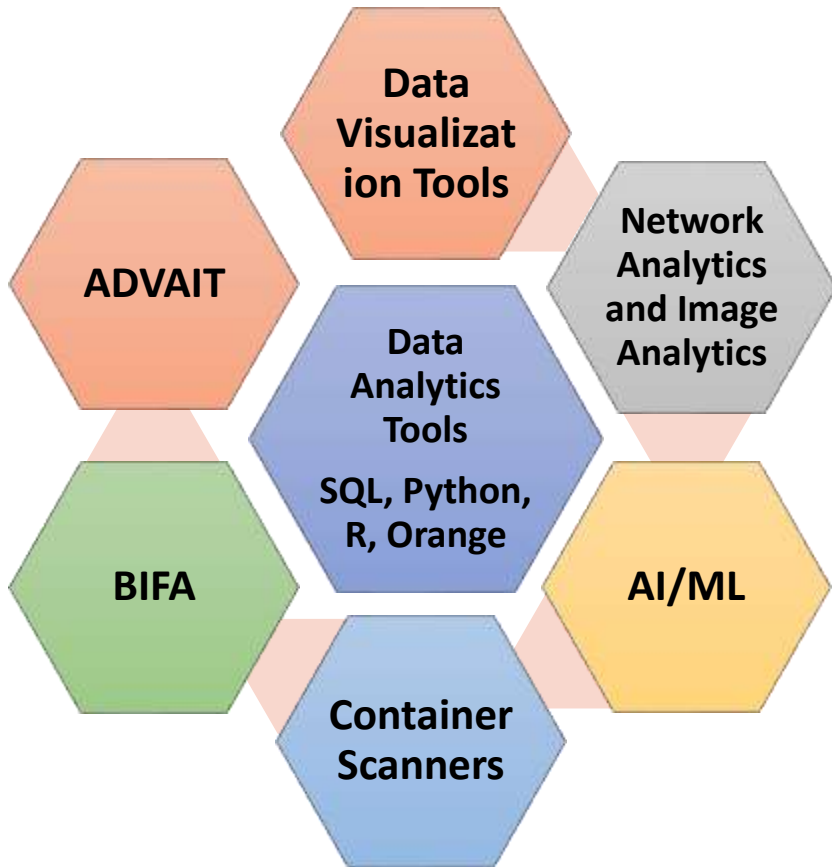 Data
Visualizat
ion Tools
Network
Analytics
and Image
Analytics
ADVAIT
Data
Analytics
Tools
SQL, Python,
R, Orange
BIFA
AI/ML
Container
Scanners